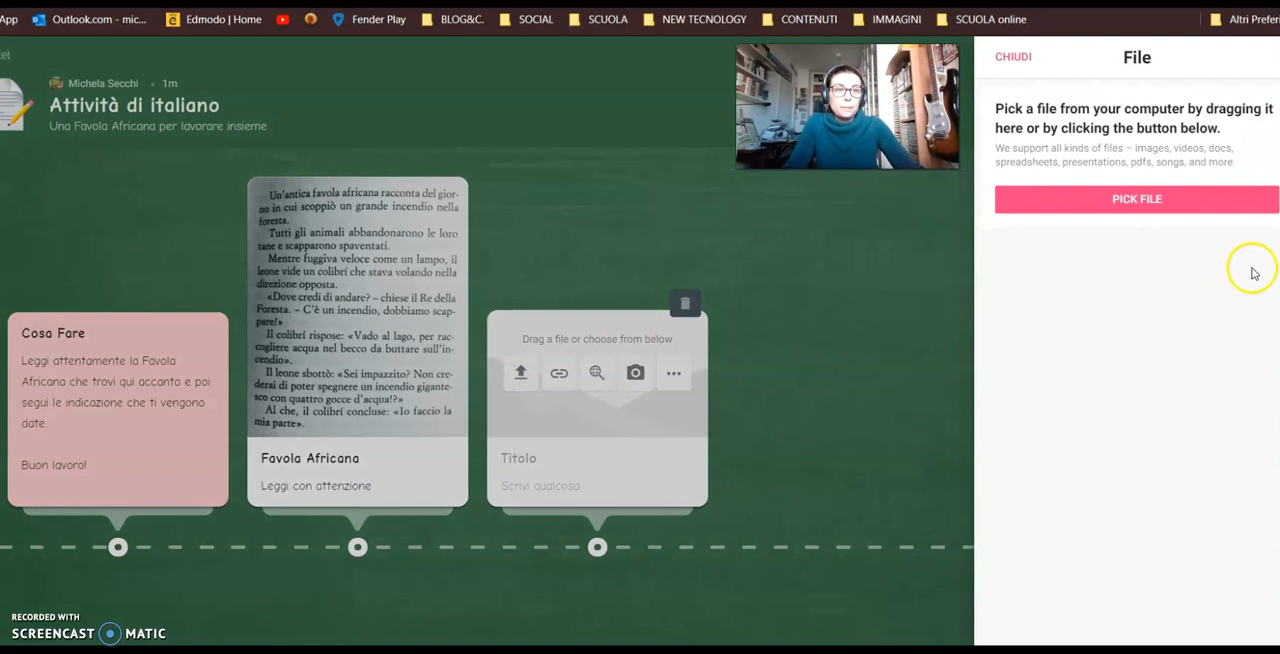 App Outlook.com - mic... Edmodo | Home Fender Play BLOG&C. SOCIAL SCUOLA NEW TECNOLOGY CONTENUTI IMMAGINI SCUOLA online Altri Prefer
let
Michela Secchi • 1m
Attività di italiano
Una Favola Africana per lavorare insieme
CHIUDI
File
Pick a file from your computer by dragging it
here or by clicking the button below.
We support all kinds of files – images, videos, docs,
spreadsheets, presentations, pdfs, songs, and more.
PICK FILE
Cosa Fare
Leggi attentamente la Favola
Africana che trovi qui accanto e poi
segui le indicazione che ti vengono
date.
Buon lavoro!
Un'antica favola africana racconta del gior-
no in cui scoppiò un grande incendio nella
foresta.
Tutti gli animali abbandonarono le loro
tane e scapparono spaventati.
Mentre fuggiva veloce come un lampo, il
leone vide un colibrí che stava volando nella
direzione opposta.
«Dove credi di andare? – chiese il Re della
Foresta. – C'è un incendio, dobbiamo scap-
pare!»
Il colibrí rispose: «Vado al lago, per rac-
cogliere acqua nel becco da buttare sull'in-
cendio».
Il leone sbottò: «Sei impazzito? Non cre-
derai di poter spegnere un incendio gigante-
sco con quattro gocce d'acqua!?»
Al che, il colibrí concluse: «Io faccio la
mia parte».
Favola Africana
Leggi con attenzione
Drag a file or choose from below
Titolo
Scrivi qualcosa
RECORDED WITH
SCREENCAST MATIC